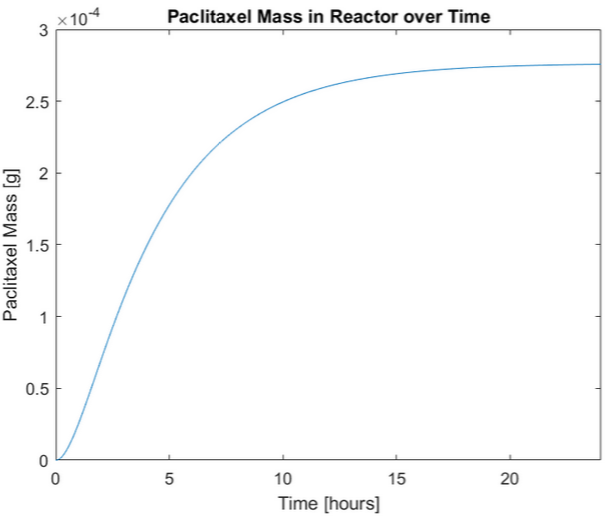 Paclitaxel Mass in Reactor over Time
×10⁻⁴
3
2.5
2
1.5
1
0.5
0
Paclitaxel Mass [g]
0 5 10 15 20
Time [hours]